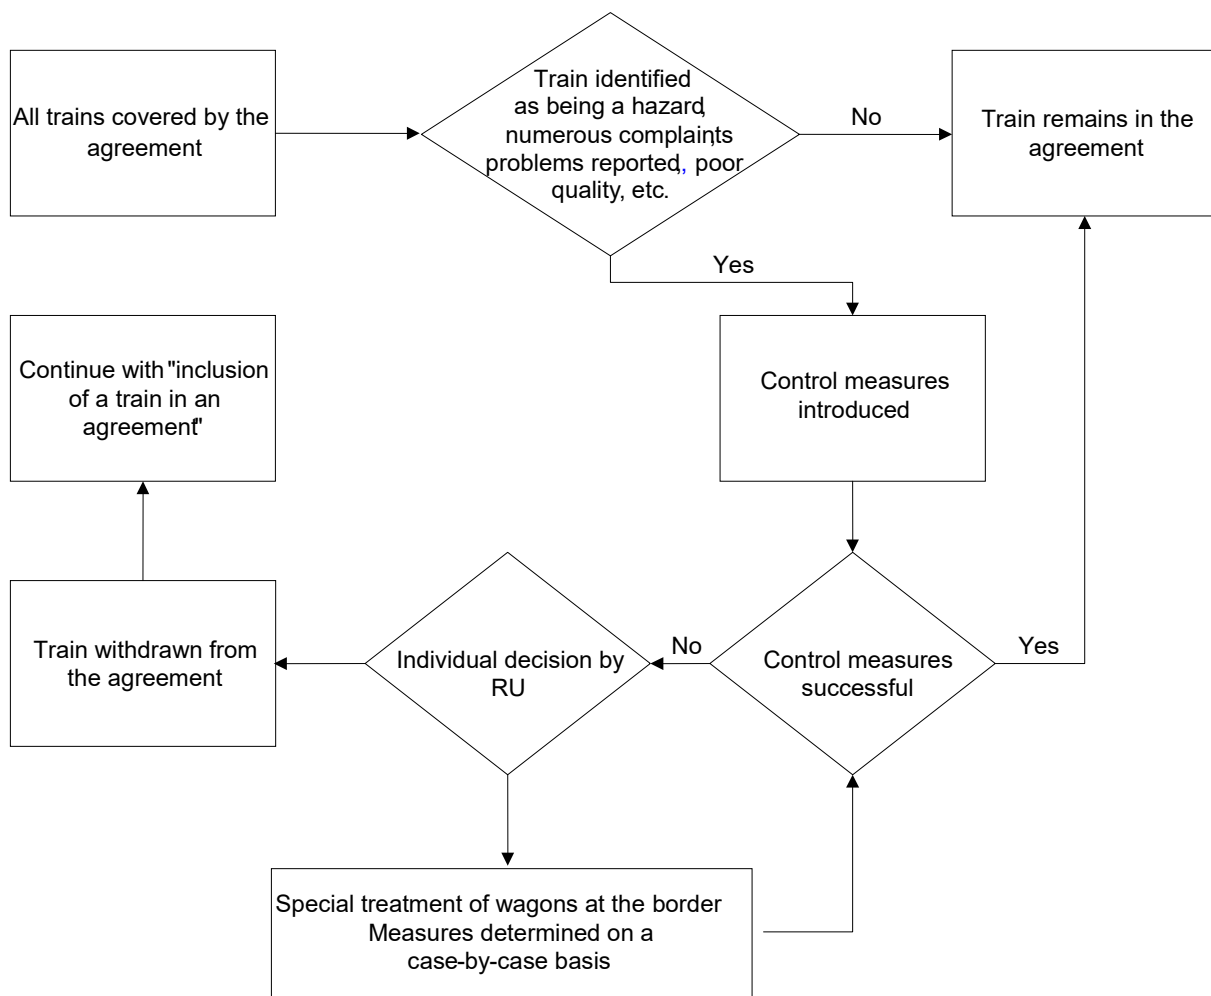 All trains covered by the
agreement
Train identified
as being a hazard,
numerous complaints,
problems reported,, poor
quality, etc.
No
Train remains in the
agreement
Yes
Continue with "inclusion
of a train in an
agreement"
Control measures
introduced
Train withdrawn from
the agreement
Individual decision by
RU
No
Control measures
successful
Yes
Special treatment of wagons at the border
Measures determined on a
case-by-case basis